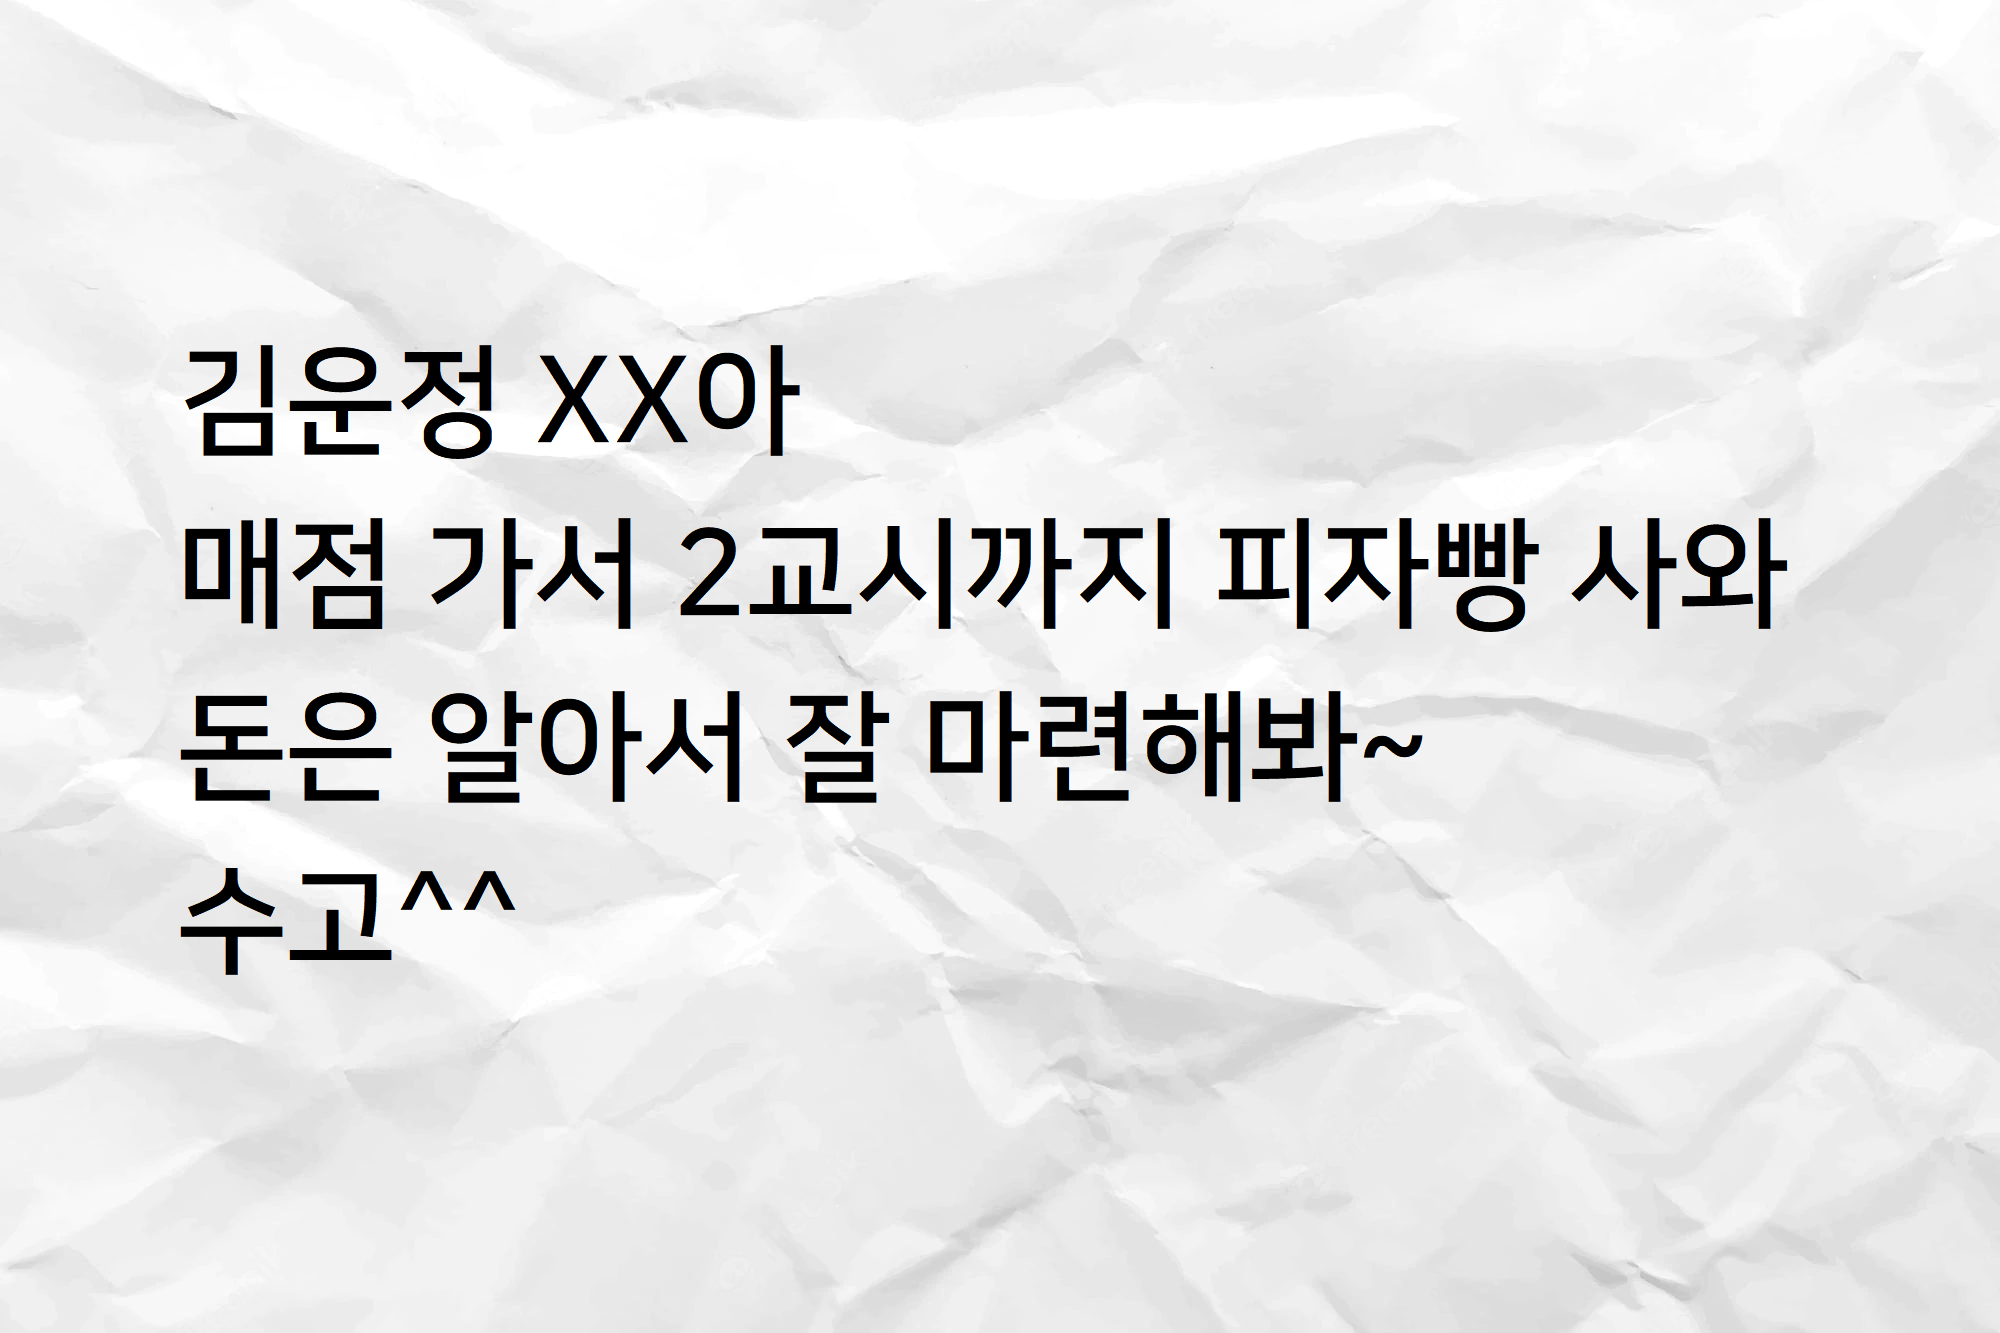 김운정 XX아
매점 가서 2교시까지 피자빵 사와
돈은 알아서 잘 마련해봐~
수고^^